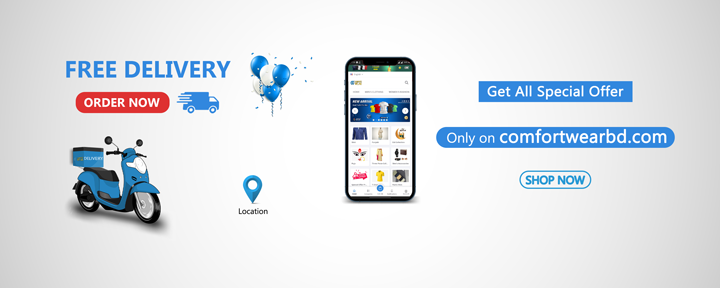 FREE DELIVERY
ORDER NOW
DELIVERY
Location
NEW ARRIVAL
Get All Special Offer
Only on comfortwearbd.com
SHOP NOW